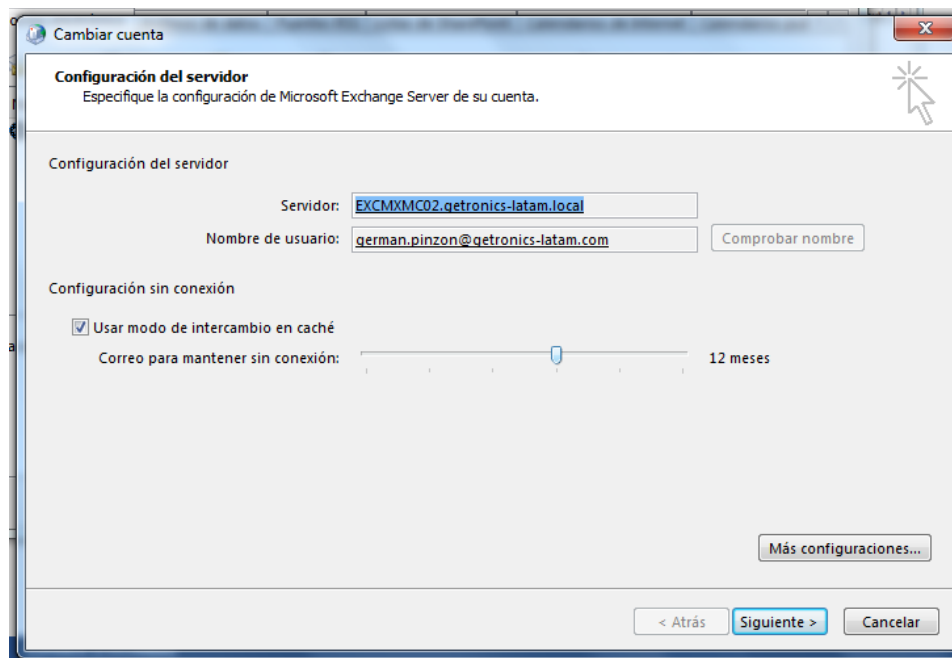 Cambiar cuenta
Configuración del servidor
Especifique la configuración de Microsoft Exchange Server de su cuenta.
Configuración del servidor
Servidor: EXCMXMC02.getronics-latam.local
Nombre de usuario: german.pinzon@getronics-latam.com Comprobar nombre
Configuración sin conexión
Usar modo de intercambio en caché
Correo para mantener sin conexión: 12 meses
Más configuraciones...
< Atrás Siguiente > Cancelar